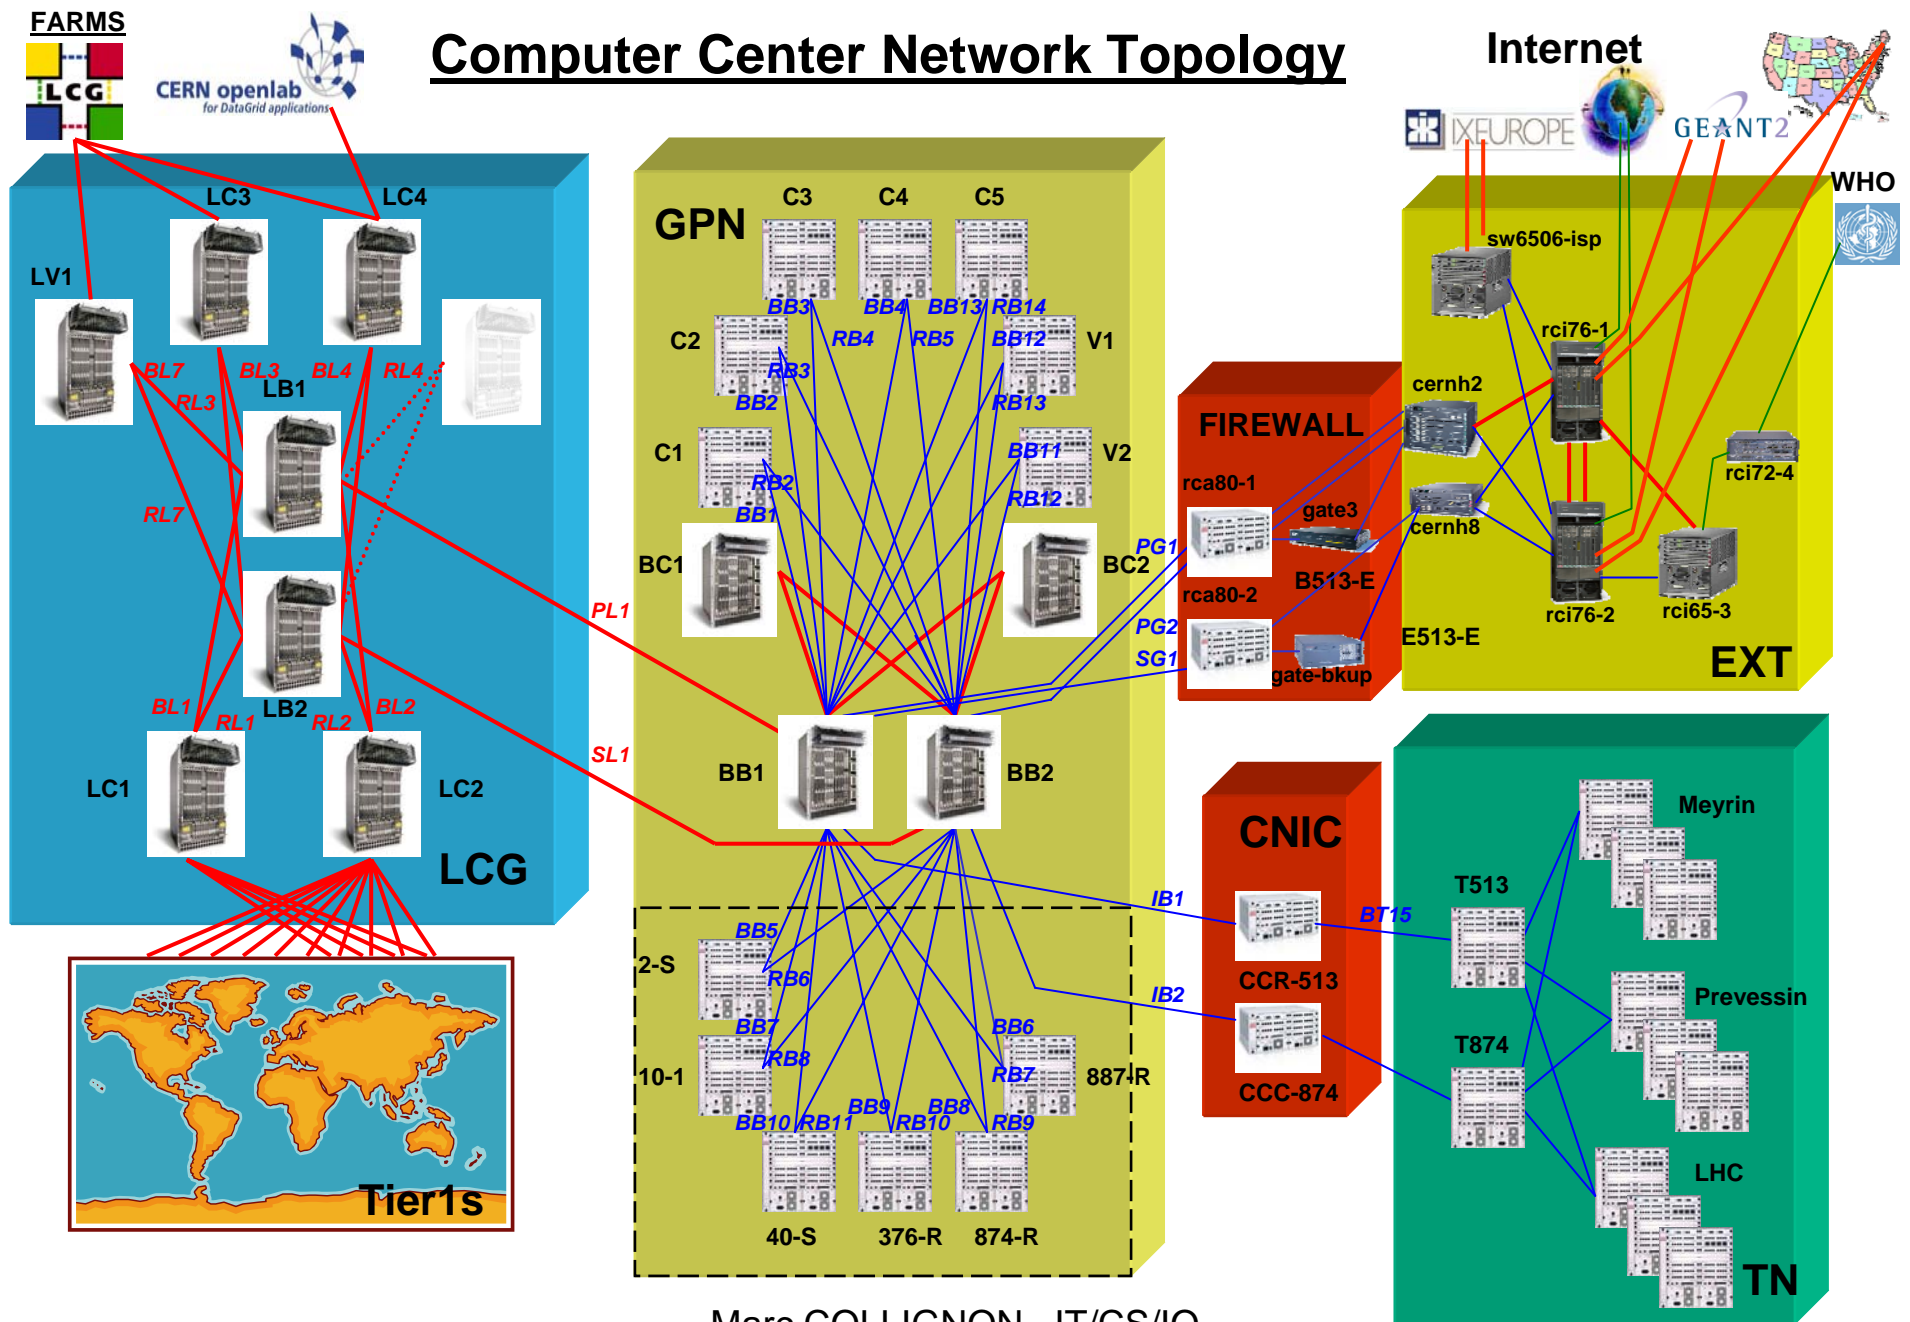 FARMS
LCG
CERN openlab
for DataGrid applications
Computer Center Network Topology
Internet
IXEUROPE
GEANT2
WHO
LC3
LC4
LV1
BL7
RL3
BL3
LB1
BL4
RL4
RL7
BL1
RL1
LB2
RL2
BL2
LC1
LC2
LCG
Tier1s
PL1
SL1
GPN
C3
C4
C5
BB3
BB4
BB13
RB14
C2
RB4
RB5
BB12
V1
RB3
BB2
RB13
C1
BB11
V2
RB2
RB12
BB1
BC1
BC2
BB1
BB2
2-S
BB5
RB6
BB7
BB6
10-1
RB8
RB7
887-R
BB10
RB11
BB9
RB10
BB8
RB9
40-S
376-R
874-R
FIREWALL
rca80-1
gate3
PG1
B513-E
rca80-2
PG2
SG1
gate-bkup
sw6506-isp
rci76-1
cernh2
rci72-4
cernh8
rci76-2
rci65-3
E513-E
EXT
CNIC
IB1
BT15
CCR-513
IB2
CCC-874
T513
Meyrin
Prevessin
T874
LHC
TN
Marc COLLIGNON - IT/CS/IO